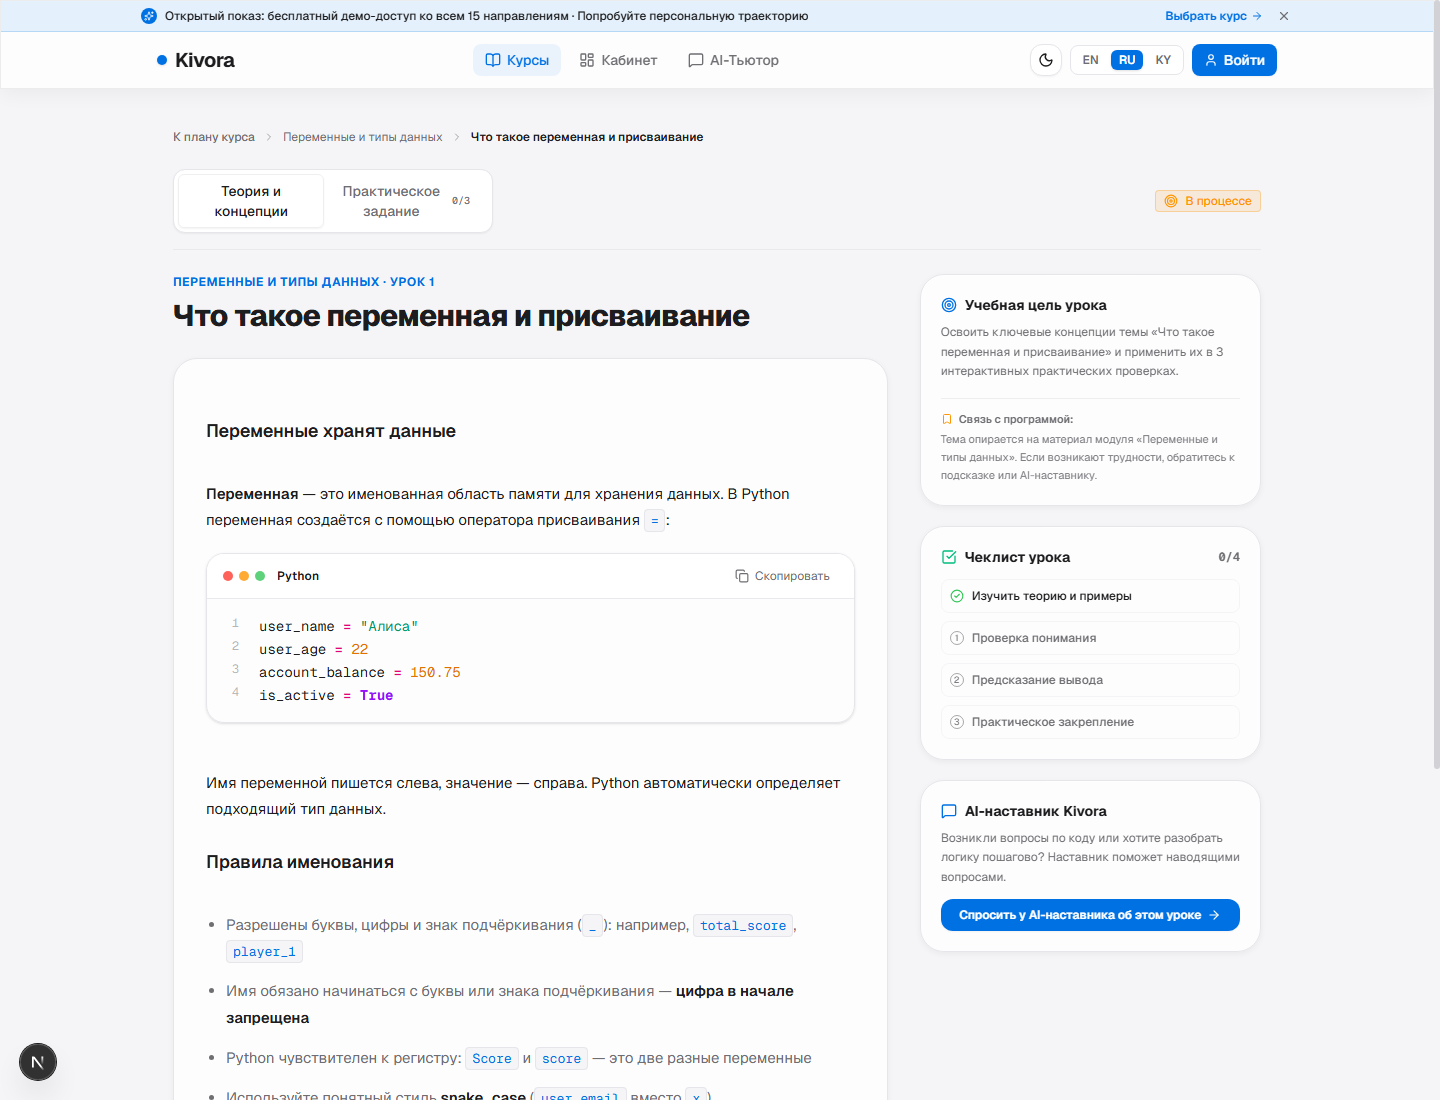 Открытый показ: бесплатный демо-доступ ко всем 15 направлениям · Попробуйте персональную траекторию
Выбрать курс →
Kivora
Курсы
Кабинет
AI-Тьютор
EN
RU
KY
Войти
К плану курса
Переменные и типы данных
Что такое переменная и присваивание
Теория и
концепции
Практическое
задание
0/3
В процессе
ПЕРЕМЕННЫЕ И ТИПЫ ДАННЫХ · УРОК 1
Что такое переменная и присваивание
Переменные хранят данные
Переменная — это именованная область памяти для хранения данных. В Python
переменная создаётся с помощью оператора присваивания = :
Python
Скопировать
1 user_name = "Алиса"
2 user_age = 22
3 account_balance = 150.75
4 is_active = True
Имя переменной пишется слева, значение — справа. Python автоматически определяет
подходящий тип данных.
Правила именования
• Разрешены буквы, цифры и знак подчёркивания ( _ ): например, total_score ,
player_1
• Имя обязано начинаться с буквы или знака подчёркивания — цифра в начале
запрещена
• Python чувствителен к регистру: Score и score — это две разные переменные
• Используйте понятный стиль snake_case ( user_email вместо x )
Учебная цель урока
Освоить ключевые концепции темы «Что такое
переменная и присваивание» и применить их в 3
интерактивных практических проверках.
Связь с программой:
Тема опирается на материал модуля «Переменные и
типы данных». Если возникают трудности, обратитесь к
подсказке или AI-наставнику.
Чеклист урока
0/4
Изучить теорию и примеры
1 Проверка понимания
2 Предсказание вывода
3 Практическое закрепление
AI-наставник Kivora
Возникли вопросы по коду или хотите разобрать
логику пошагово? Наставник поможет наводящими
вопросами.
Спросить у AI-наставника об этом уроке →
N